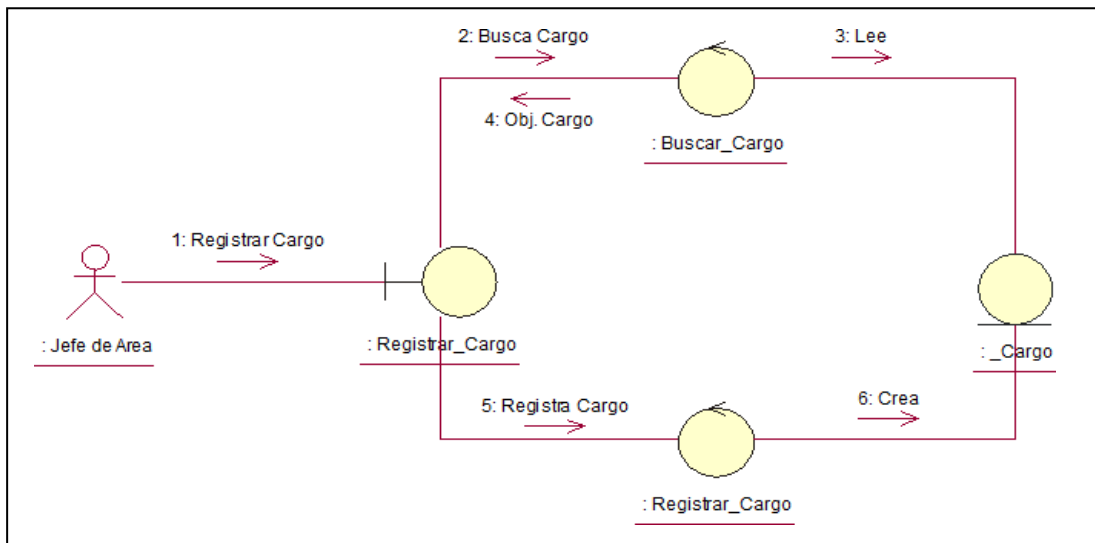 2: Busca Cargo
3: Lee
4: Obj. Cargo
: Buscar_Cargo
1: Registrar Cargo
: Jefe de Area
: Registrar_Cargo
: _Cargo
5: Registra Cargo
6: Crea
: Registrar_Cargo